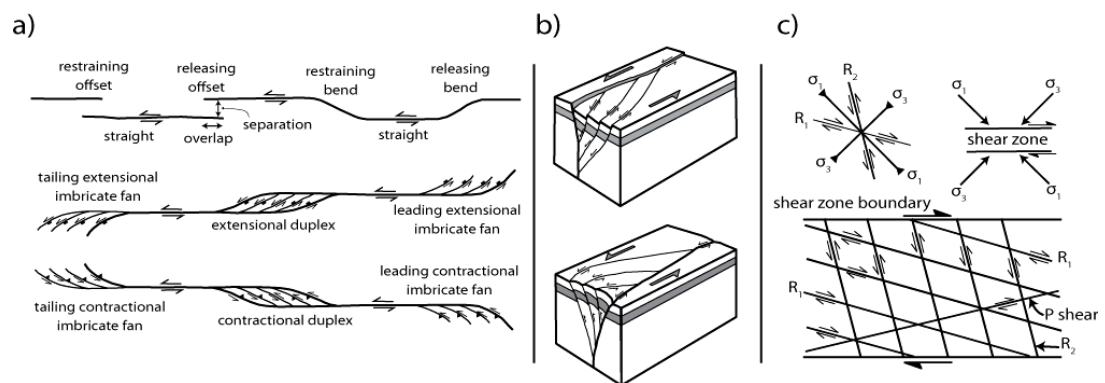 a)
restraining
offset
releasing
offset
restraining
bend
releasing
bend
straight
separation
overlap
straight
tailing extensional
imbricate fan
extensional duplex
leading extensional
imbricate fan
tailing contractional
imbricate fan
contractional duplex
leading contractional
imbricate fan
b)
c)
σ1
R2
σ3
R1
σ3
σ1
σ1
σ3
shear zone
σ3
σ1
shear zone boundary
R1
R1
P shear
R2